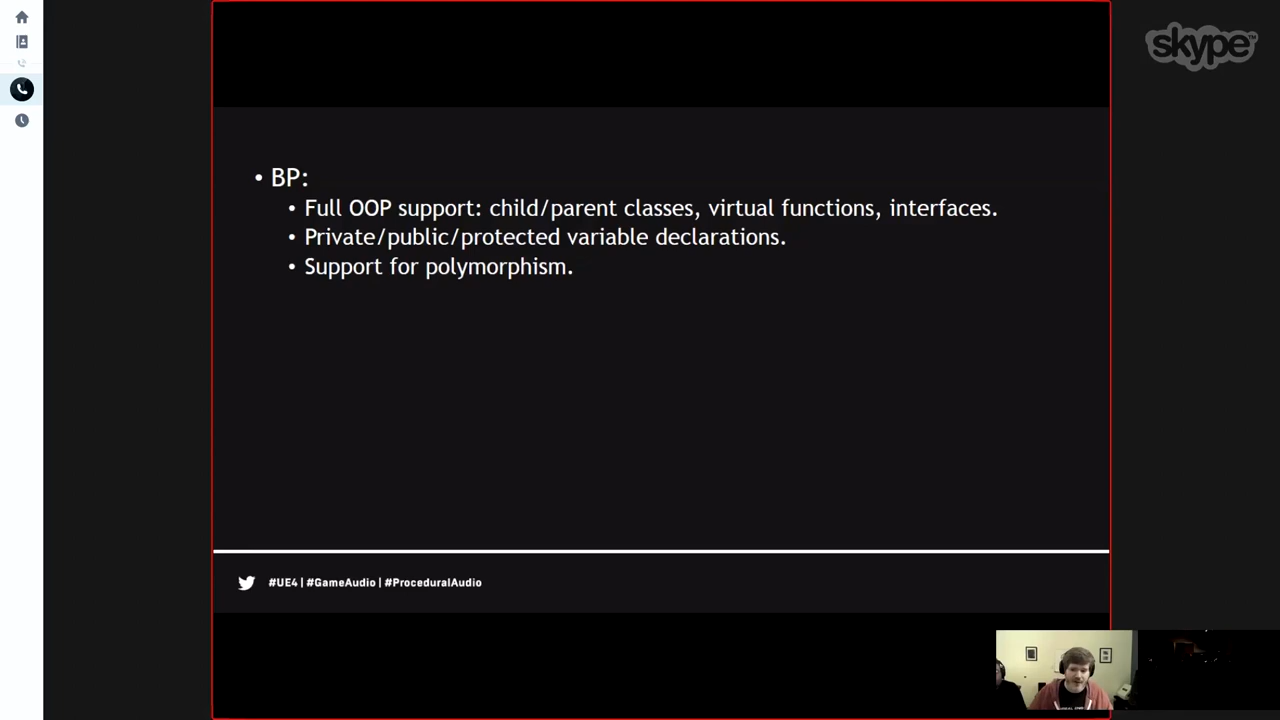 skype™
• BP:
• Full OOP support: child/parent classes, virtual functions, interfaces.
• Private/public/protected variable declarations.
• Support for polymorphism.
#UE4 | #GameAudio | #ProceduralAudio